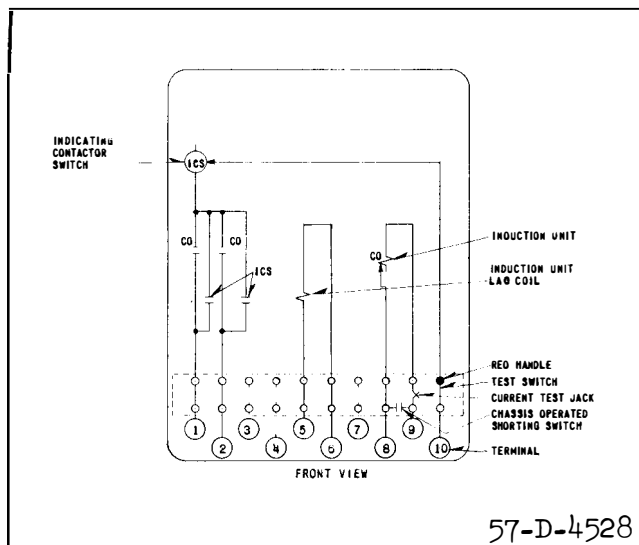 INDICATING
CONTACTOR
SWITCH
ICS
CO
CO
ICS
CO
INDUCTION UNIT
INDUCTION UNIT
LAG COIL
RED HANDLE
TEST SWITCH
CURRENT TEST JACK
CHASSIS OPERATED
SHORTING SWITCH
TERMINAL
1
3
5
7
9
2
4
6
8
10
FRONT VIEW
57-D-4528